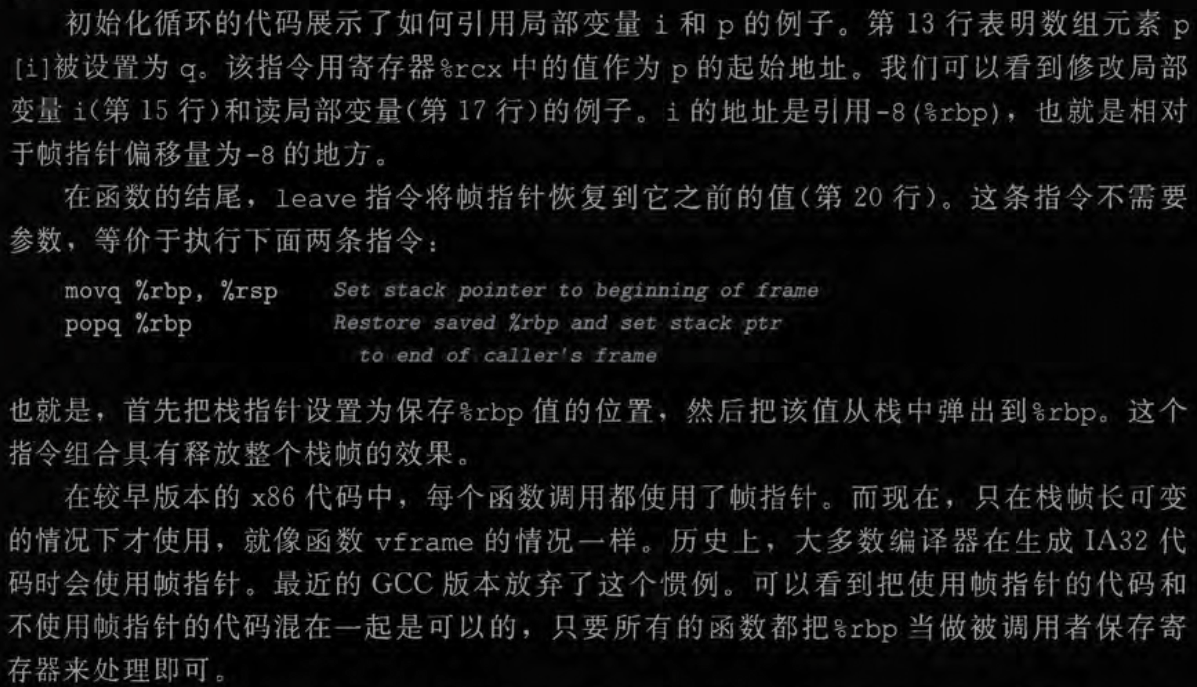 初始化循环的代码展示了如何引用局部变量 i 和 p 的例子。第 13 行表明数组元素 p
[i]被设置为 q。该指令用寄存器%rcx 中的值作为 p 的起始地址。我们可以看到修改局部
变量 i(第 15 行)和读局部变量(第 17 行)的例子。i 的地址是引用-8(%rbp)，也就是相对
于帧指针偏移量为-8 的地方。
在函数的结尾，leave 指令将帧指针恢复到它之前的值(第 20 行)。这条指令不需要
参数，等价于执行下面两条指令：
movq %rbp, %rsp Set stack pointer to beginning of frame
popq %rbp Restore saved %rbp and set stack ptr
to end of caller's frame
也就是，首先把栈指针设置为保存%rbp 值的位置，然后把该值从栈中弹出到%rbp。这个
指令组合具有释放整个栈帧的效果。
在较早版本的 x86 代码中，每个函数调用都使用了帧指针。而现在，只在栈帧长可变
的情况下才使用，就像函数 vframe 的情况一样。历史上，大多数编译器在生成 IA32 代
码时会使用帧指针。最近的 GCC 版本放弃了这个惯例。可以看到把使用帧指针的代码和
不使用帧指针的代码混在一起是可以的，只要所有的函数都把%rbp 当做被调用者保存寄
存器来处理即可。